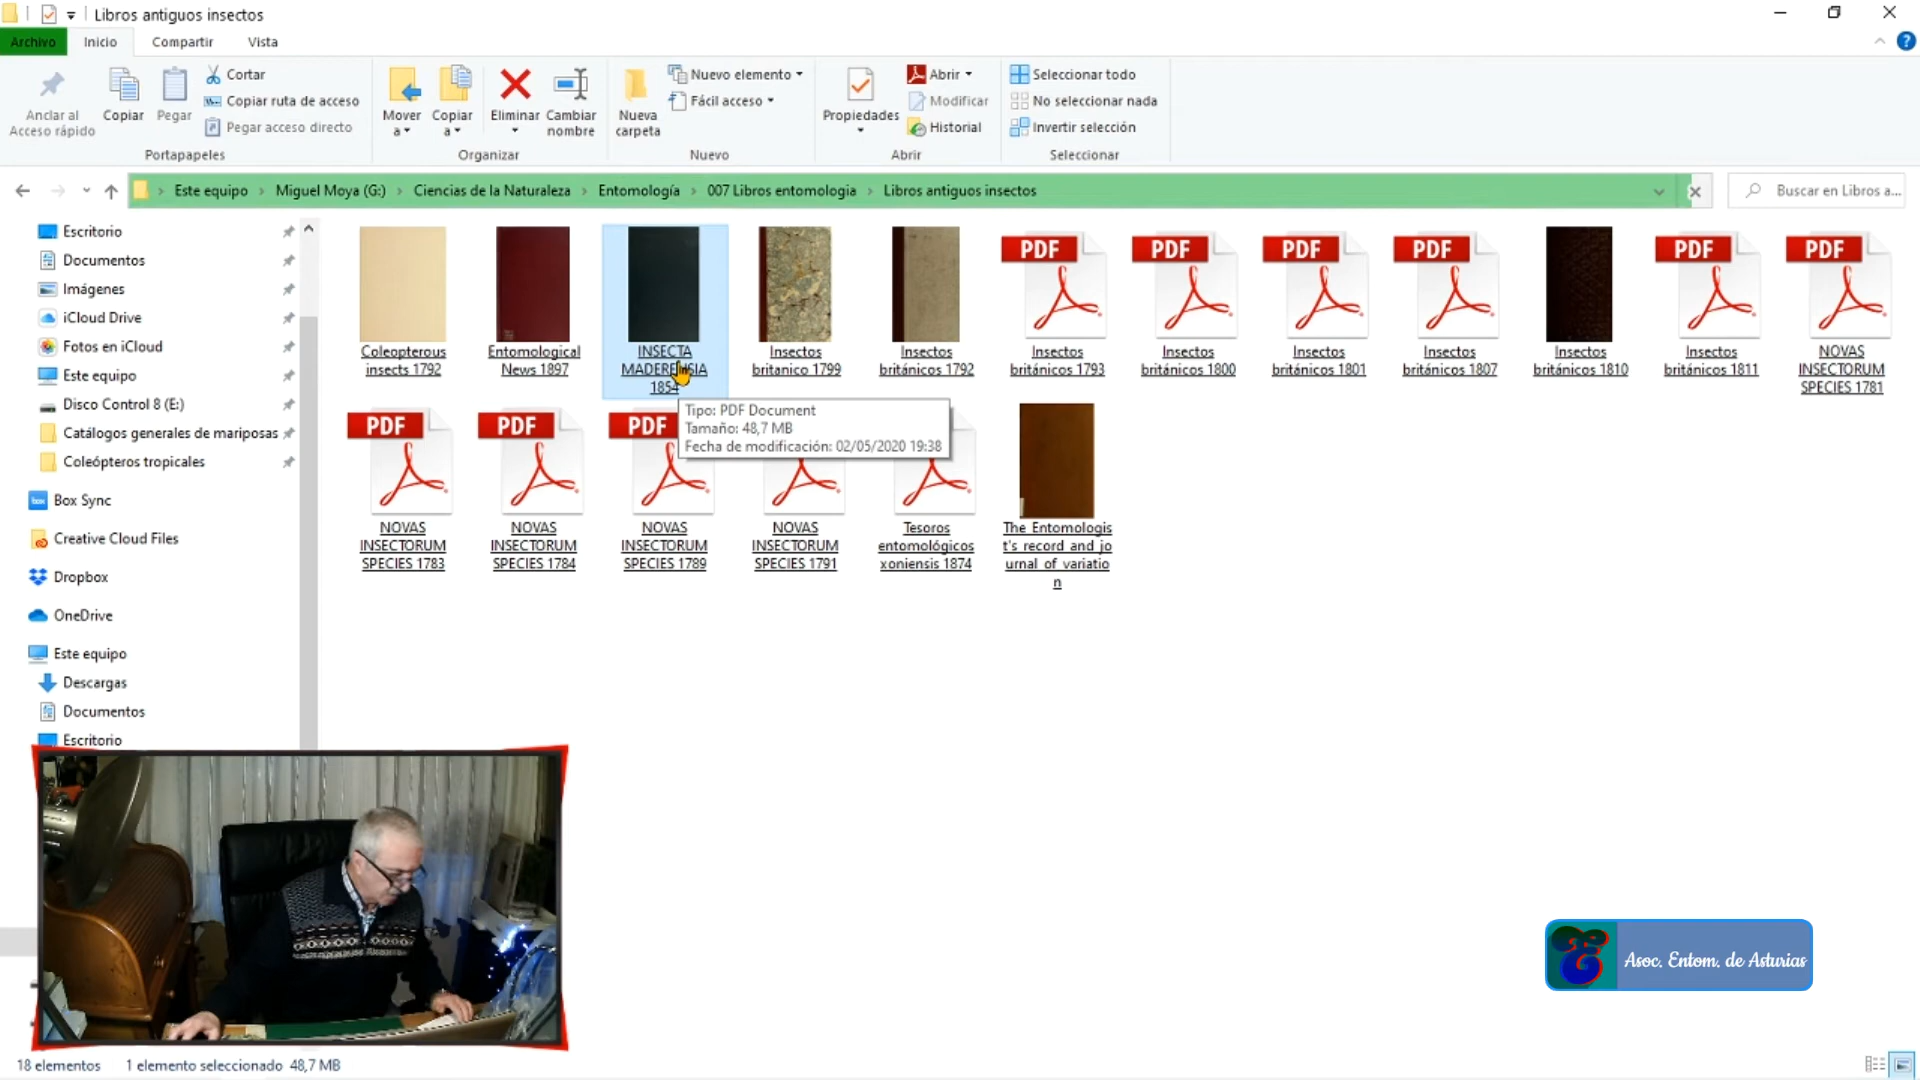 Libros antiguos insectos
Archivo Inicio Compartir Vista
Anclar al
Acceso rápido
Copiar
Pegar
Cortar
Copiar ruta de acceso
Pegar acceso directo
Portapapeles
Mover
a
Copiar
a
Eliminar
Cambiar
nombre
Organizar
Nueva
carpeta
Nuevo elemento
Fácil acceso
Nuevo
Propiedades
Abrir
Modificar
Historial
Abrir
Seleccionar todo
No seleccionar nada
Invertir selección
Seleccionar
Este equipo > Miguel Moya (G:) > Ciencias de la Naturaleza > Entomología > 007 Libros entomologia > Libros antiguos insectos
Buscar en Libros a...
Escritorio
Documentos
Imágenes
iCloud Drive
Fotos en iCloud
Este equipo
Disco Control 8 (E:)
Catálogos generales de mariposas
Coleópteros tropicales
box Box Sync
Creative Cloud Files
Dropbox
OneDrive
Este equipo
Descargas
Documentos
Escritorio
Coleopterous
insects 1792
Entomological
News 1897
INSECTA
MADERENSIA
1854
Insectos
britanico 1799
Insectos
británicos 1792
PDF
Insectos
británicos 1793
PDF
Insectos
británicos 1800
PDF
Insectos
británicos 1801
PDF
Insectos
británicos 1807
Insectos
británicos 1810
PDF
Insectos
británicos 1811
PDF
NOVAS
INSECTORUM
SPECIES 1781
Tipo: PDF Document
Tamaño: 48,7 MB
Fecha de modificación: 02/05/2020 19:38
PDF
NOVAS
INSECTORUM
SPECIES 1783
PDF
NOVAS
INSECTORUM
SPECIES 1784
PDF
NOVAS
INSECTORUM
SPECIES 1789
NOVAS
INSECTORUM
SPECIES 1791
Tesoros
entomológicos
xoniensis 1874
The Entomologis
t's record and jo
urnal of variatio
n
Asoc. Entom. de Asturias
18 elementos 1 elemento seleccionado 48,7 MB